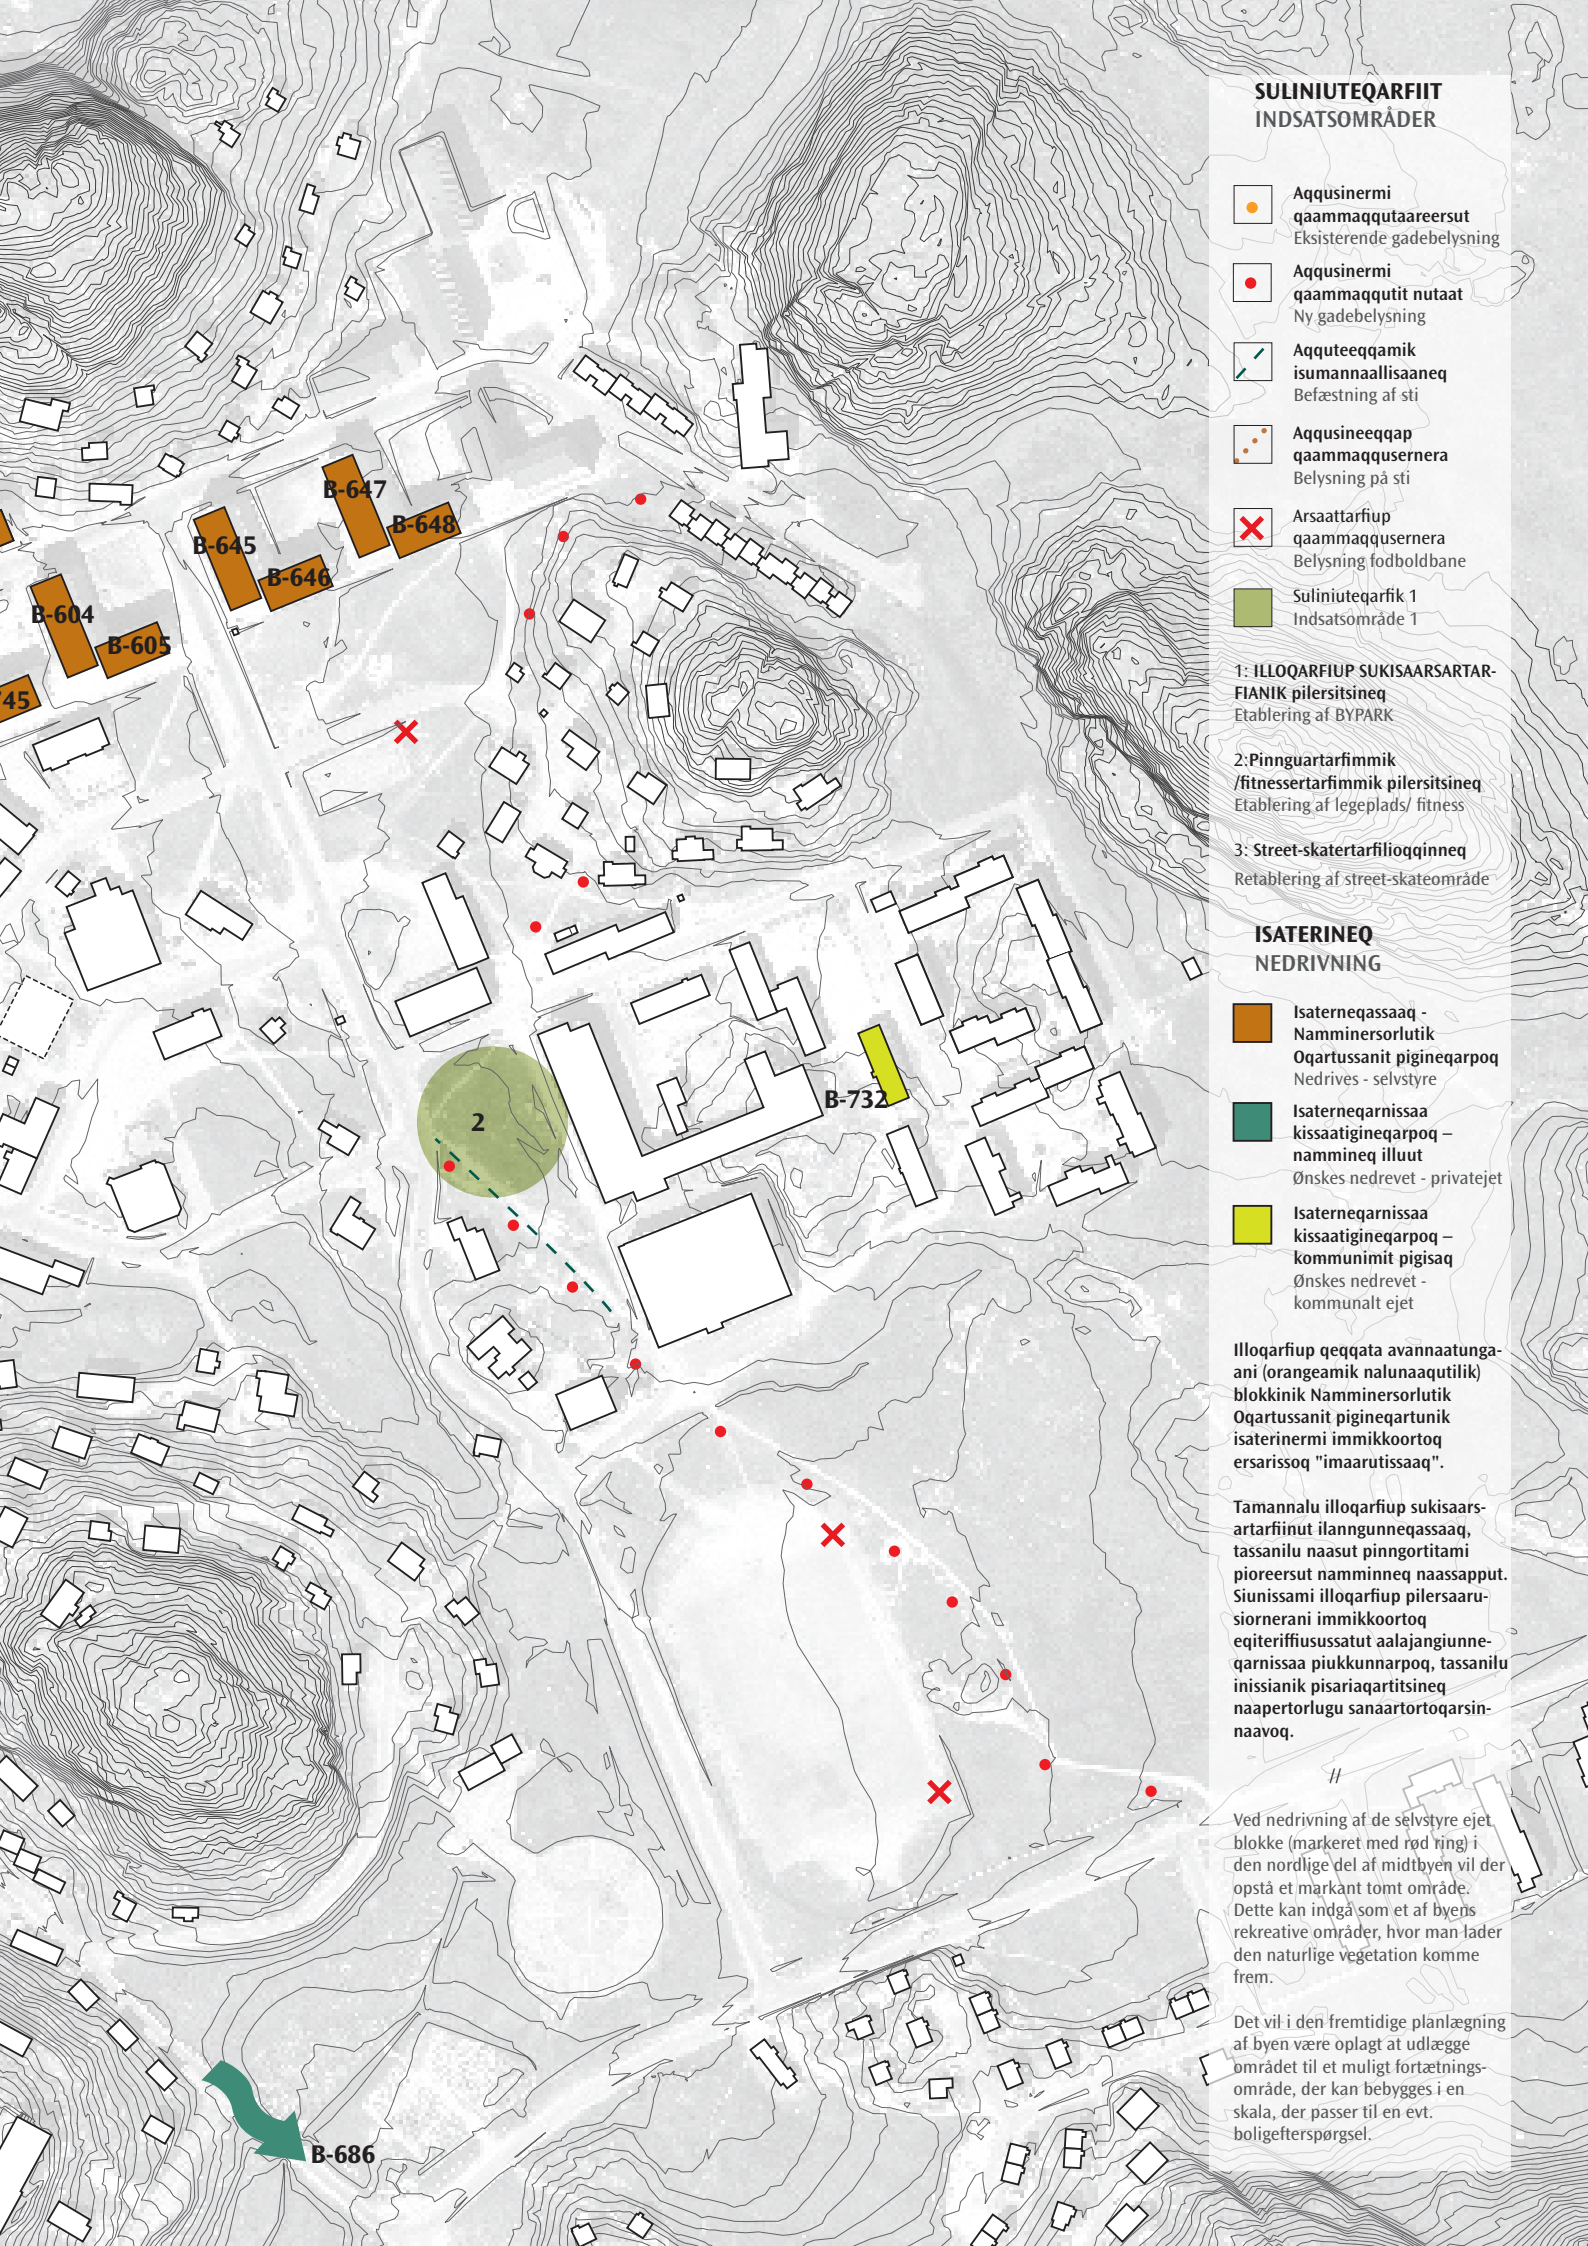 SULINIUTEQARFIIT
INDSATSOMRÅDER
Aqqusinermi
qaammaqqutaareersut
Eksisterende gadebelysning
Aqqusinermi
qaammaqqutit nutaat
Ny gadebelysning
Aqquteeqqamik
isumannaallisaaneq
Befæstning af sti
Aqqusineeqqap
qaammaqqusernera
Belysning på sti
Arsaattarfiup
qaammaqqusernera
Belysning fodboldbane
Suliniuteqarfik 1
Indsatsområde 1
1: ILLOQARFIUP SUKISAARSARTAR-
FIANIK pilersitsineq
Etablering af BYPARK
2:Pinnguartarfimmik
/fitnessertarfimmik pilersitsineq
Etablering af legeplads/ fitness
3: Street-skatertarfilioqqinneq
Retablering af street-skateområde
ISATERINEQ
NEDRIVNING
Isaterneqassaaq -
Namminersorlutik
Oqartussanit pigineqarpoq
Nedrives - selvstyre
Isaterneqarnissaa
kissaatigineqarpoq –
nammineq illuut
Ønskes nedrevet - privatejet
Isaterneqarnissaa
kissaatigineqarpoq –
kommunimit pigisaq
Ønskes nedrevet -
kommunalt ejet
Illoqarfiup qeqqata avannaatunga-
ani (orangeamik nalunaaqutilik)
blokkinik Namminersorlutik
Oqartussanit pigineqartunik
isaterinermi immikkoortoq
ersarissoq "imaarutissaaq".
Tamannalu illoqarfiup sukisaars-
artarfiinut ilanngunneqassaaq,
tassanilu naasut pinngortitami
pioreersut namminneq naassapput.
Siunissami illoqarfiup pilersaaru-
siornerani immikkoortoq
eqiteriffiusussatut aalajangiunne-
qarnissaa piukkunnarpoq, tassanilu
inissianik pisariaqartitsineq
naapertorlugu sanaartortoqarsin-
naavoq.
//
Ved nedrivning af de selvstyre ejet
blokke (markeret med rød ring) i
den nordlige del af midtbyen vil der
opstå et markant tomt område.
Dette kan indgå som et af byens
rekreative områder, hvor man lader
den naturlige vegetation komme
frem.
Det vil i den fremtidige planlægning
af byen være oplagt at udlægge
området til et muligt fortætnings-
område, der kan bebygges i en
skala, der passer til en evt.
boligefterspørgsel.
B-647
B-648
B-645
B-646
B-604
B-605
745
2
B-732
B-686